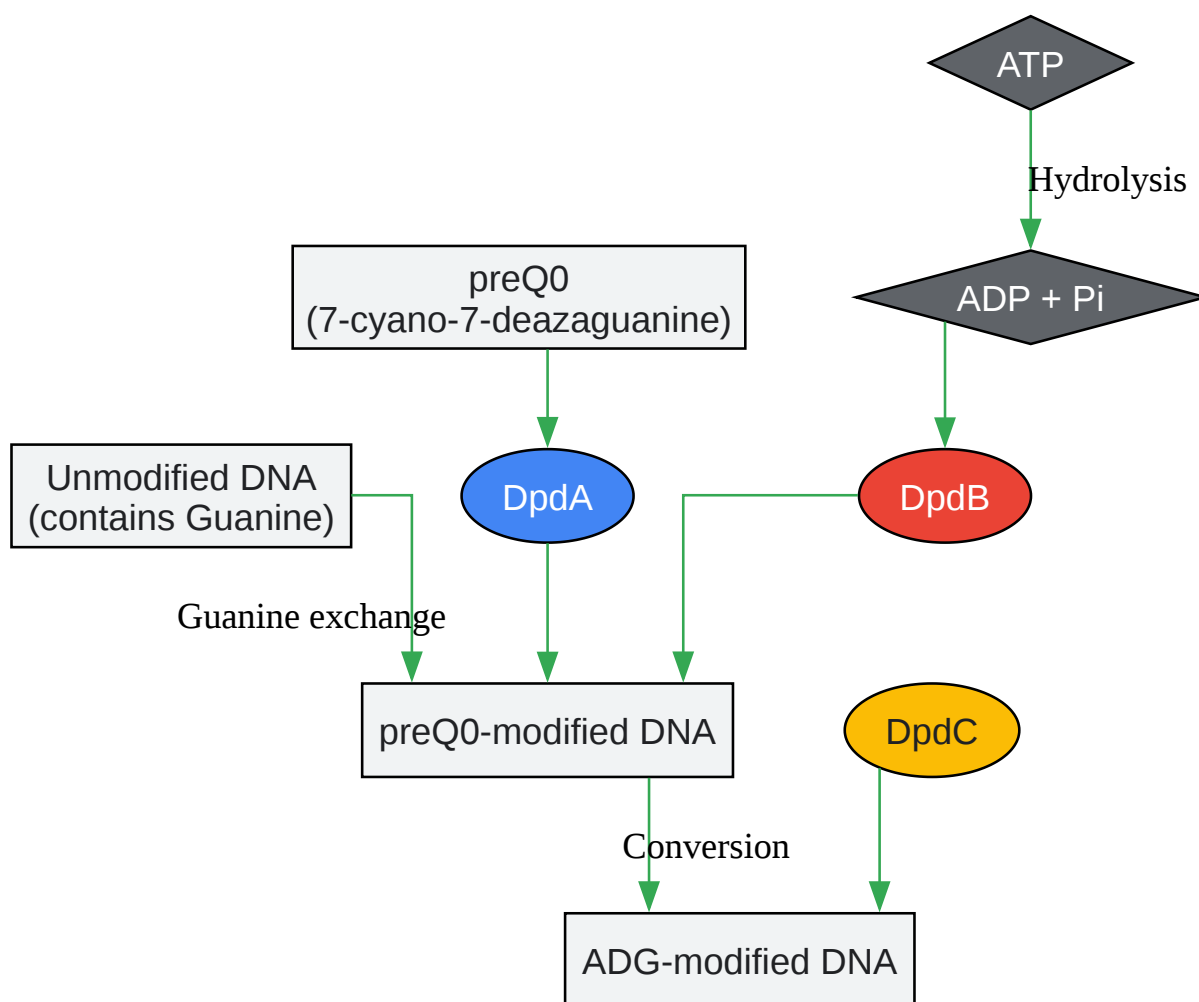 ATP
Hydrolysis
preQ0
(7-cyano-7-deazaguanine)
ADP + Pi
Unmodified DNA
(contains Guanine)
DpdA
DpdB
Guanine exchange
preQ0-modified DNA
DpdC
Conversion
ADG-modified DNA